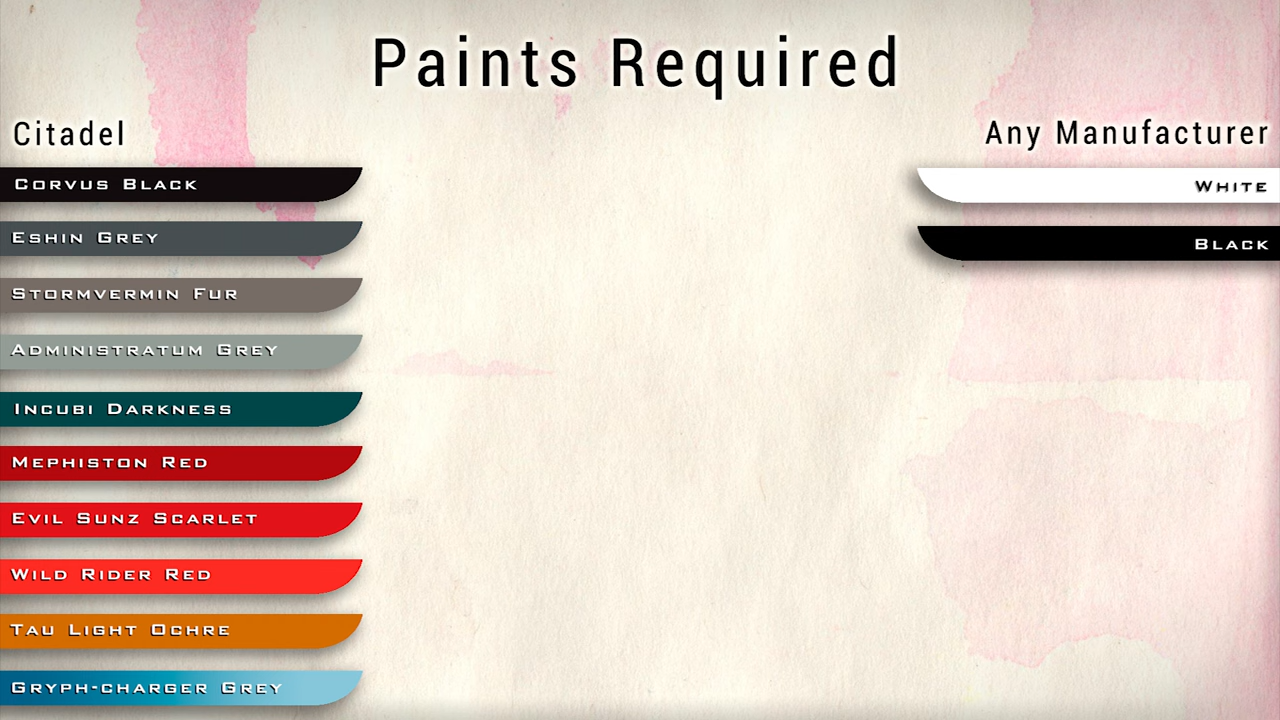 Paints Required
Citadel
Corvus Black
Eshin Grey
Stormvermin Fur
Administratum Grey
Incubi Darkness
Mephiston Red
Evil Sunz Scarlet
Wild Rider Red
Tau Light Ochre
Gryph-charger Grey
Any Manufacturer
White
Black